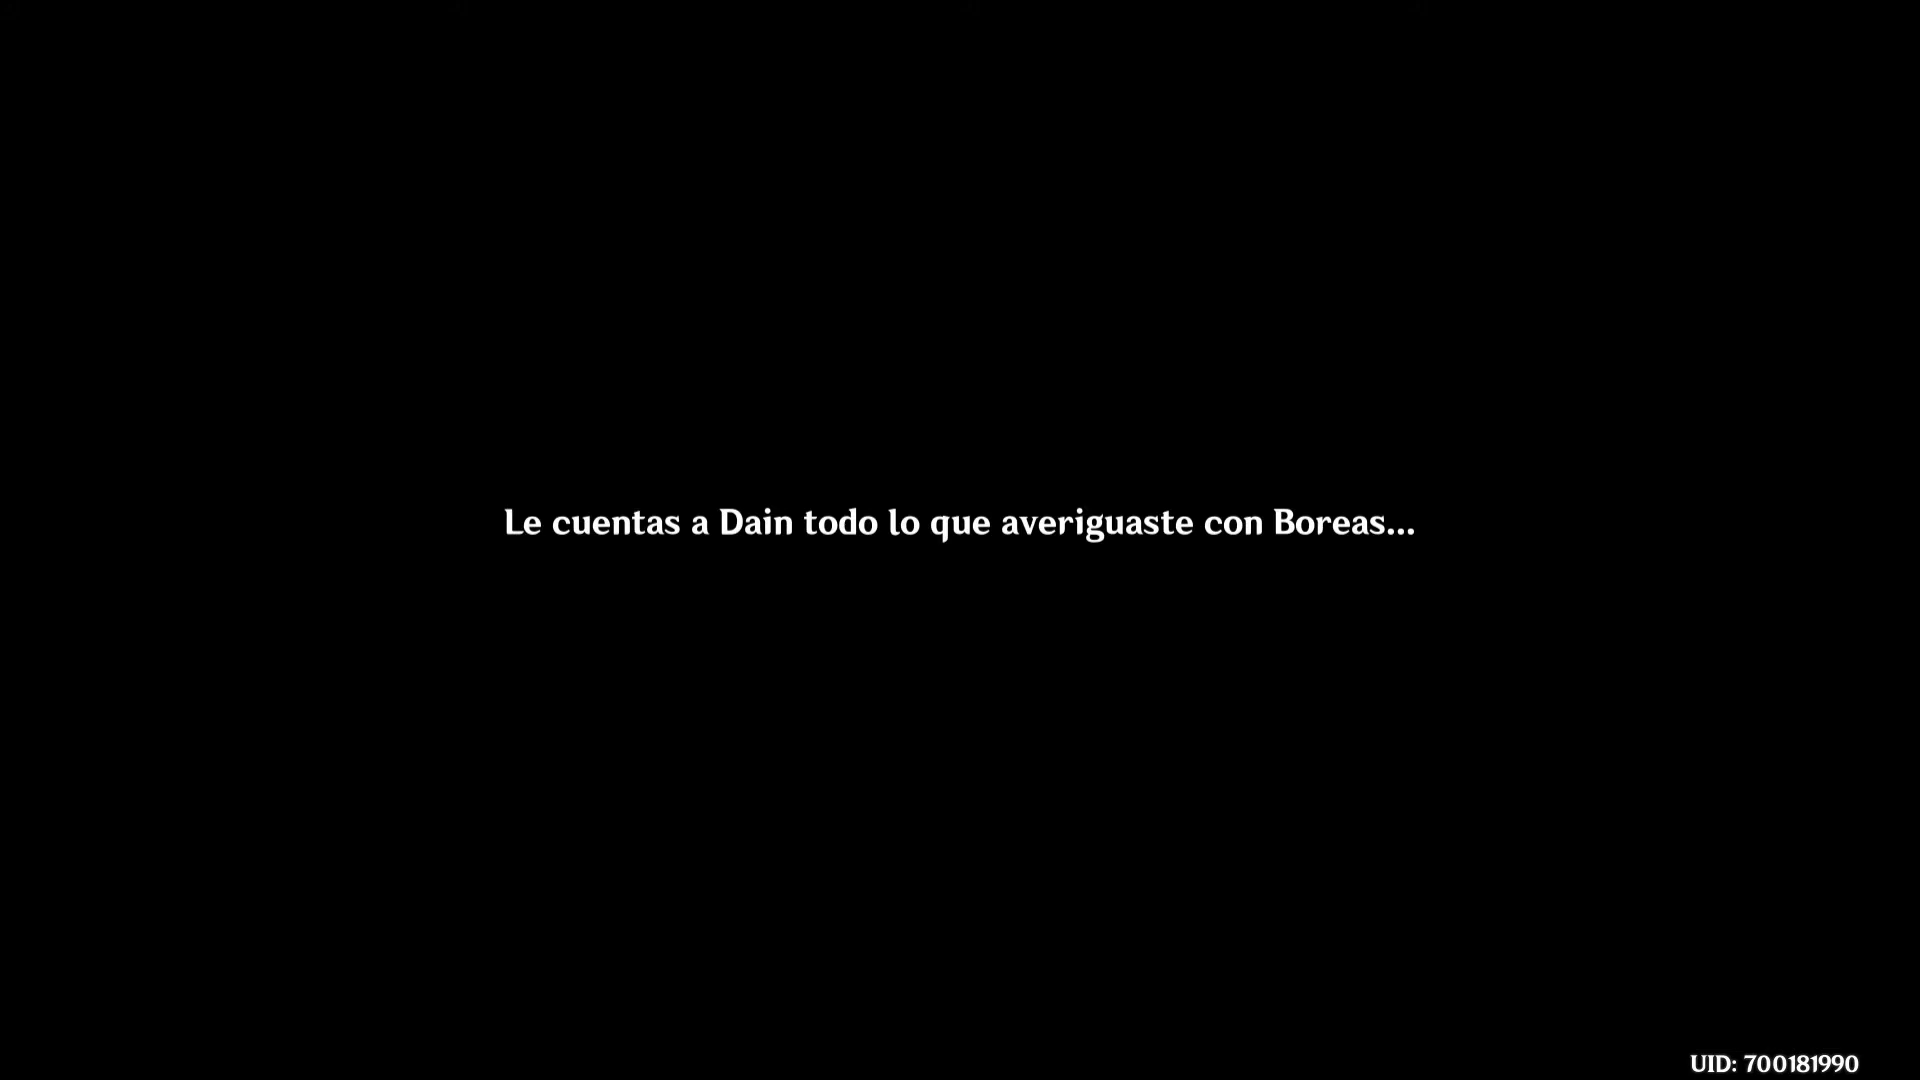 Le cuentas a Dain todo lo que averiguaste con Boreas...
UID: 700181990